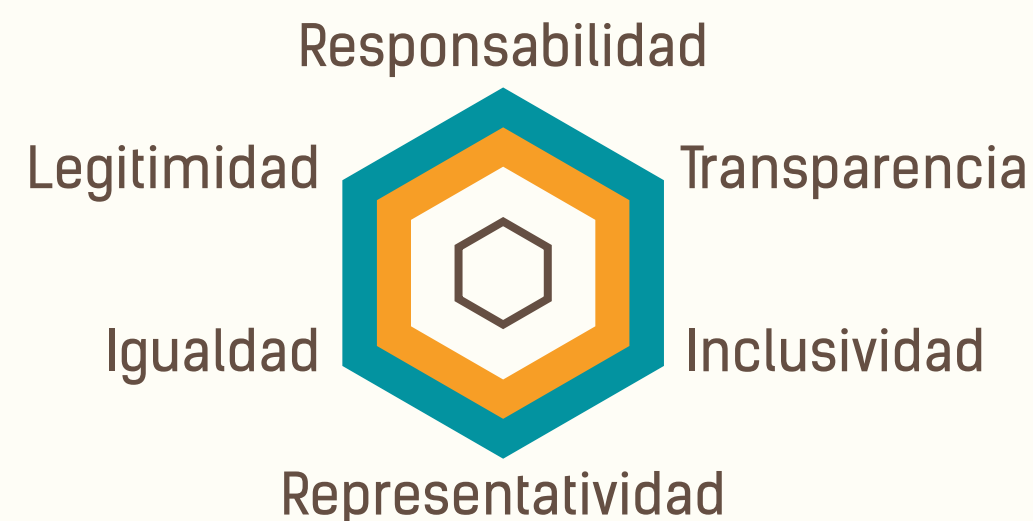 Responsabilidad
Legitimidad
Transparencia
Igualdad
Inclusividad
Representatividad